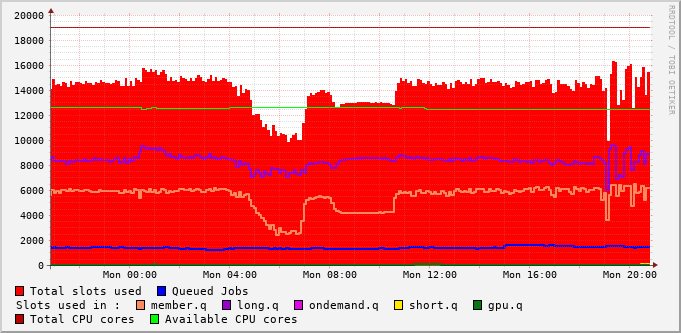 20000
18000
16000
14000
12000
10000
8000
6000
4000
2000
0
Mon 00:00 Mon 04:00 Mon 08:00 Mon 12:00 Mon 16:00 Mon 20:00
RRDTOOL / TOBI OETIKER
Total slots used Queued Jobs
Slots used in : member.q long.q ondemand.q short.q gpu.q
Total CPU cores Available CPU cores